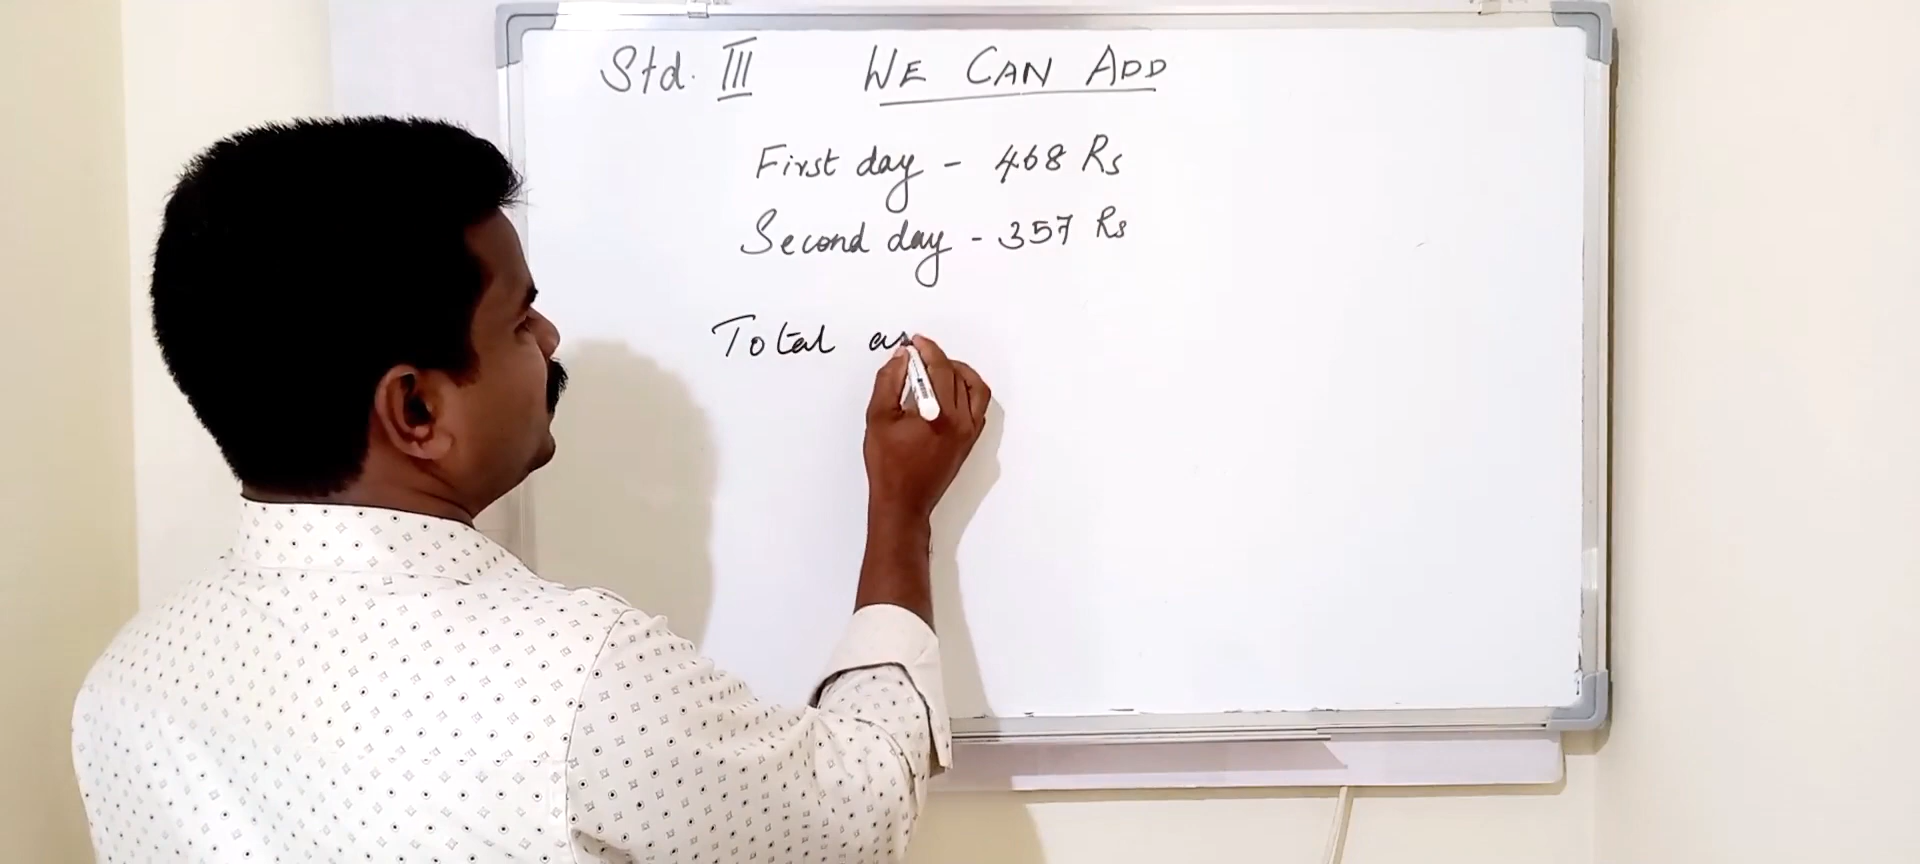 Std. III WE CAN ADD
First day - 468 Rs
Second day - 357 Rs
Total